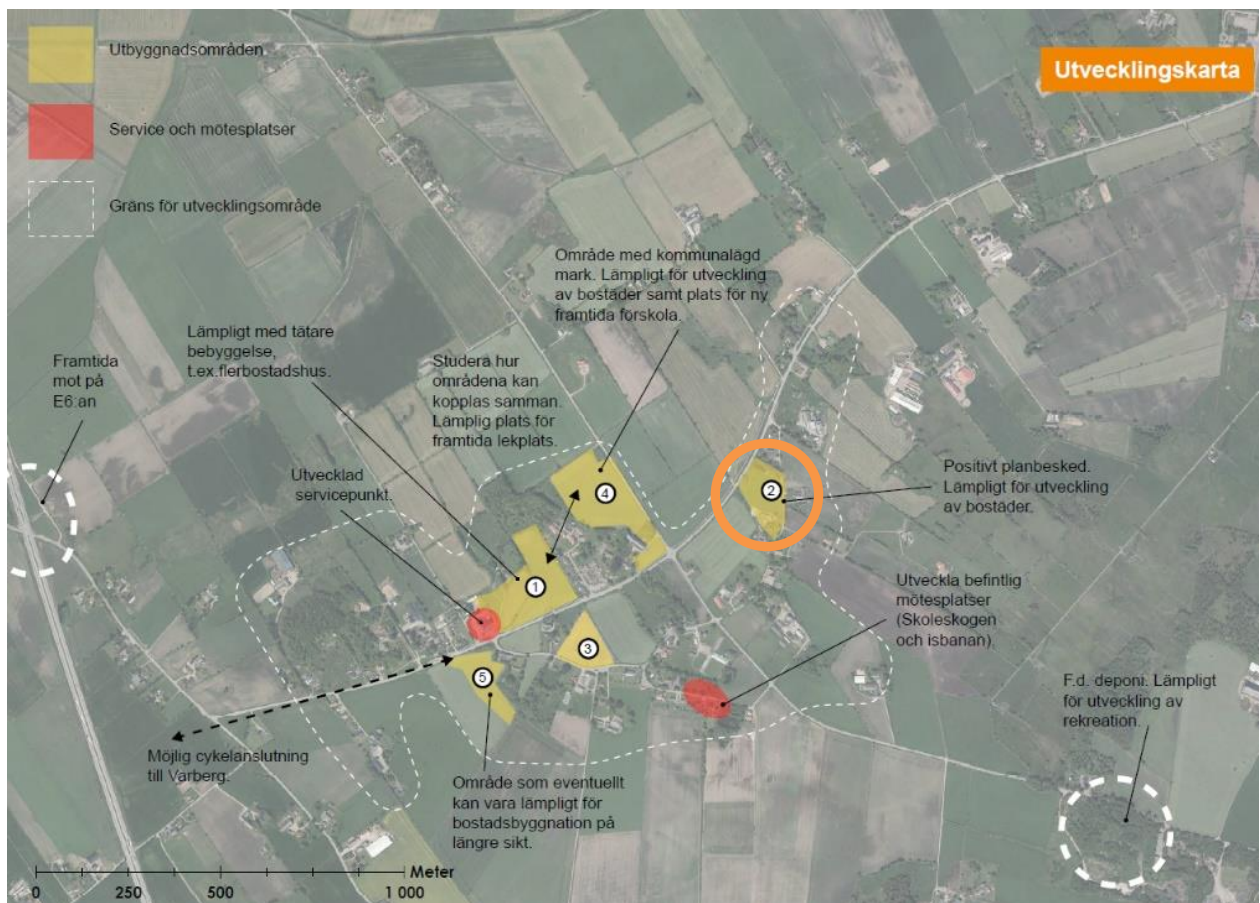 Utbyggnadsområden
Utvecklingskarta
Service och mötesplatser
Gräns för utvecklingsområde
Område med kommunalägd
mark. Lämpligt för utveckling
av bostäder samt plats för ny
framtida förskola.
Lämpligt med tätare
bebyggelse,
t.ex.flerbostadshus.
Framtida
mot på
E6:an
Studera hur
områdena kan
kopplas samman.
Lämplig plats för
framtida lekplats.
Utvecklad
servicepunkt.
4
2
Positivt planbesked.
Lämpligt för utveckling
av bostäder.
1
Utveckla befintlig
mötesplatser
(Skoleskogen
och isbanan).
3
5
F.d. deponi. Lämpligt
för utveckling av
rekreation.
Möjlig cykelanslutning
till Varberg.
Område som eventuellt
kan vara lämpligt för
bostadsbyggnation på
längre sikt.
Meter
0 250 500 1 000